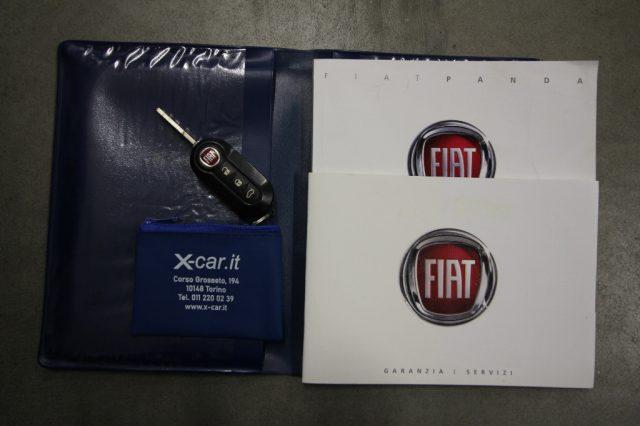 FIAT PANDA
FIAT
FIAT
GARANZIA | SERVIZI
FIAT
X-car.it
Corso Grosseto, 194
10148 Torino
Tel. 011 220 02 39
www.x-car.it